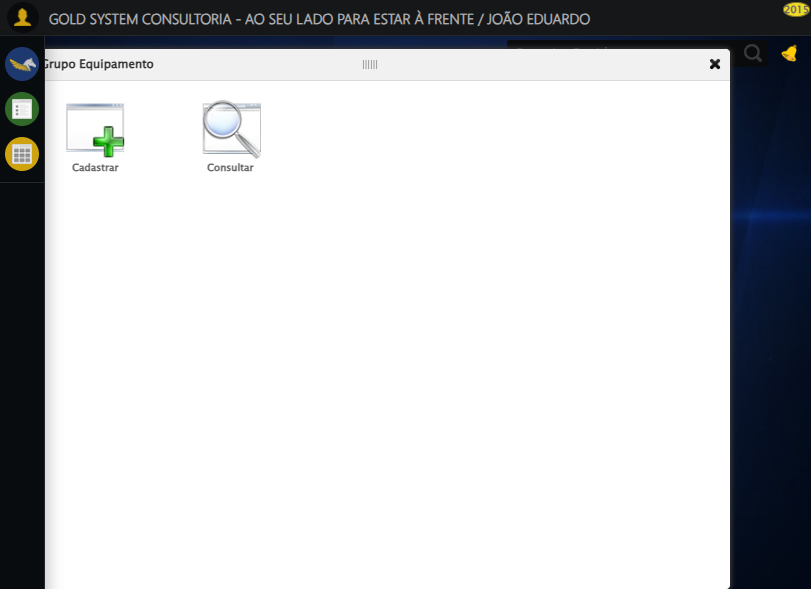 GOLD SYSTEM CONSULTORIA - AO SEU LADO PARA ESTAR À FRENTE / JOÃO EDUARDO
2015
Grupo Equipamento
Cadastrar
Consultar